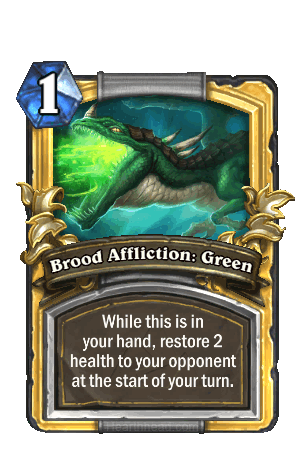 1
Brood Affliction: Green
While this is in
your hand, restore 2
health to your opponent
at the start of your turn.